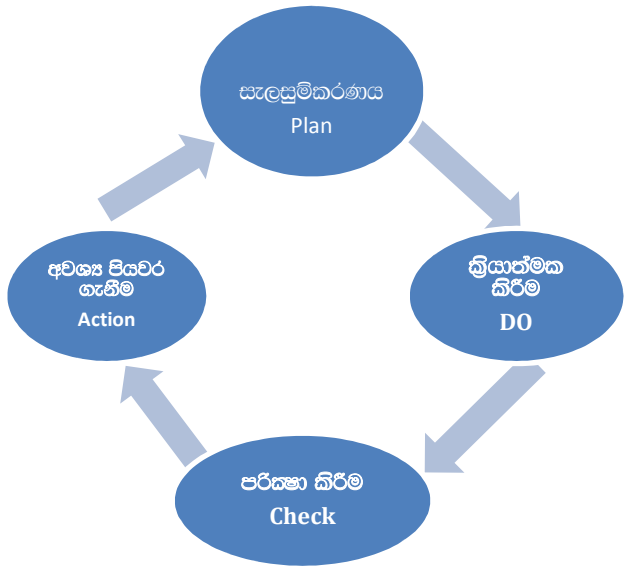 සැලසුම්කරණය
Plan
ක්‍රියාත්මක
කිරීම
DO
පරික්‍ෂා කිරීම
Check
අවශ්‍ය පියවර
ගැනීම
Action